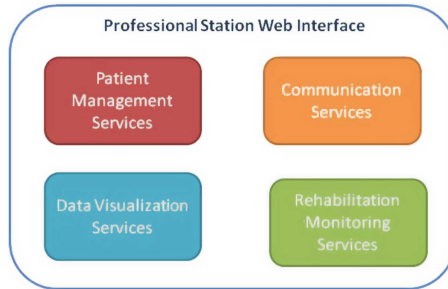 Professional Station Web Interface
Patient
Management
Services
Communication
Services
Data Visualization
Services
Rehabilitation
Monitoring
Services